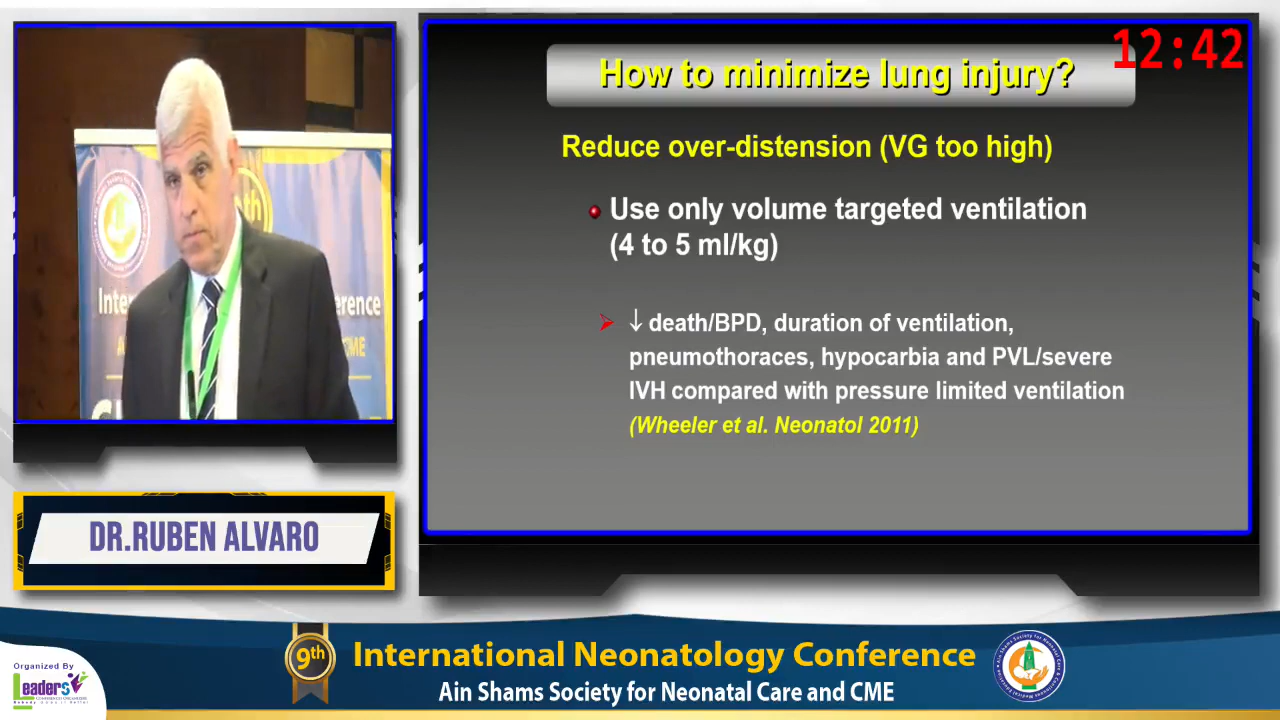 12:42
How to minimize lung injury?
Reduce over-distension (VG too high)
Use only volume targeted ventilation
(4 to 5 ml/kg)
↓ death/BPD, duration of ventilation,
pneumothoraces, hypocarbia and PVL/severe
IVH compared with pressure limited ventilation
(Wheeler et al. Neonatol 2011)
th
Inter
erence
DR.RUBEN ALVARO
9th
International Neonatology Conference
Ain Shams Society for Neonatal Care and CME
Organized By
Leaders